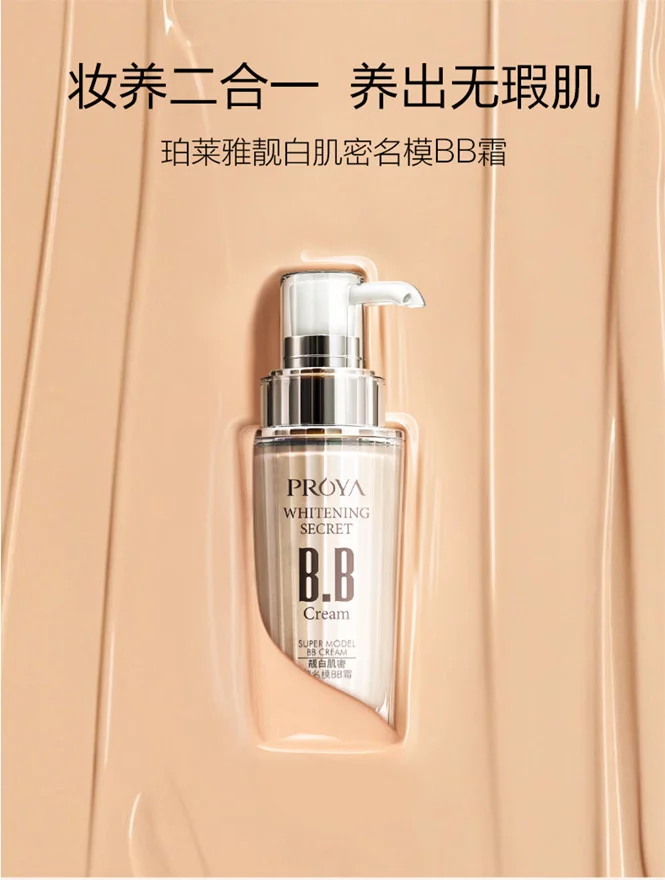 妆养二合一 养出无瑕肌
珀莱雅靓白肌密名模BB霜
PROYA
WHITENING
SECRET
B.B
Cream
SUPER MODEL
BB CREAM
靓白肌密
名模BB霜